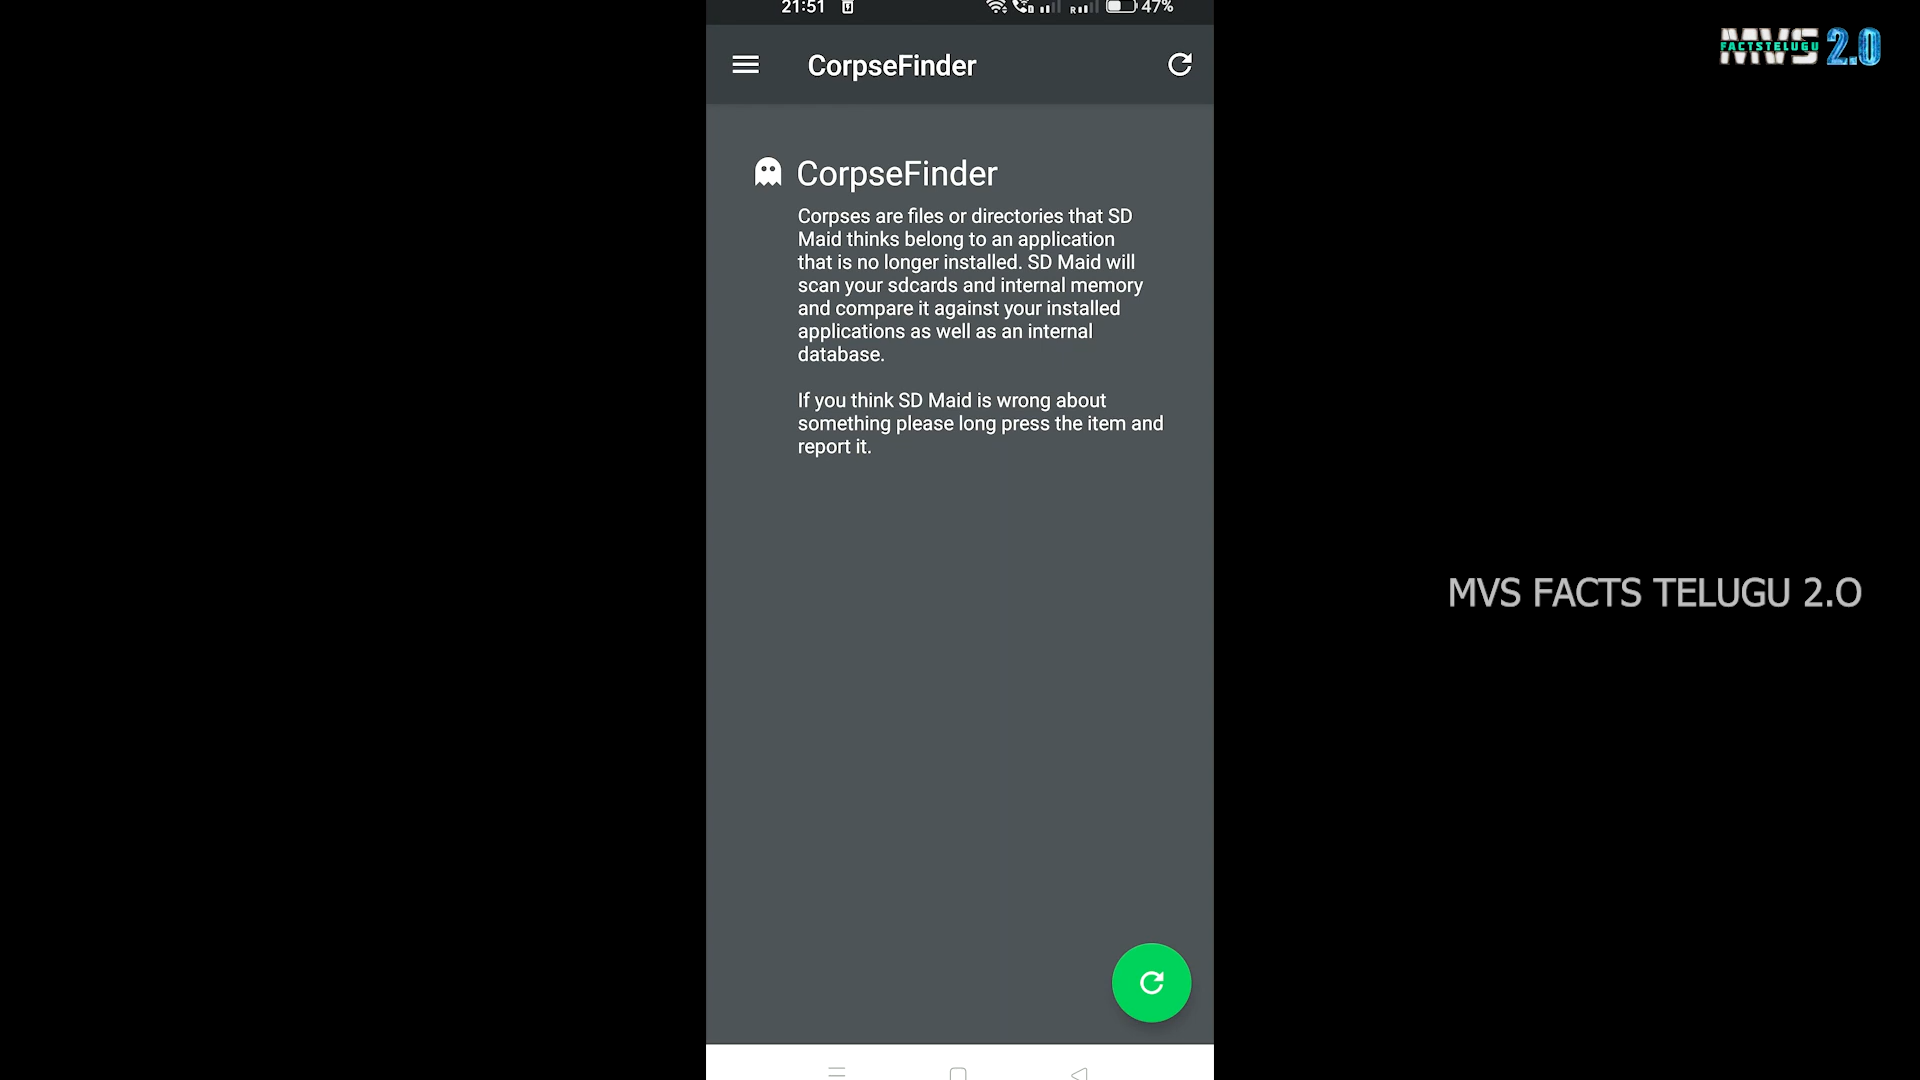 21:51
47%
CorpseFinder
MVS 2.0
FACTSTELUGU
CorpseFinder
Corpses are files or directories that SD
Maid thinks belong to an application
that is no longer installed. SD Maid will
scan your sdcards and internal memory
and compare it against your installed
applications as well as an internal
database.
If you think SD Maid is wrong about
something please long press the item and
report it.
MVS FACTS TELUGU 2.O